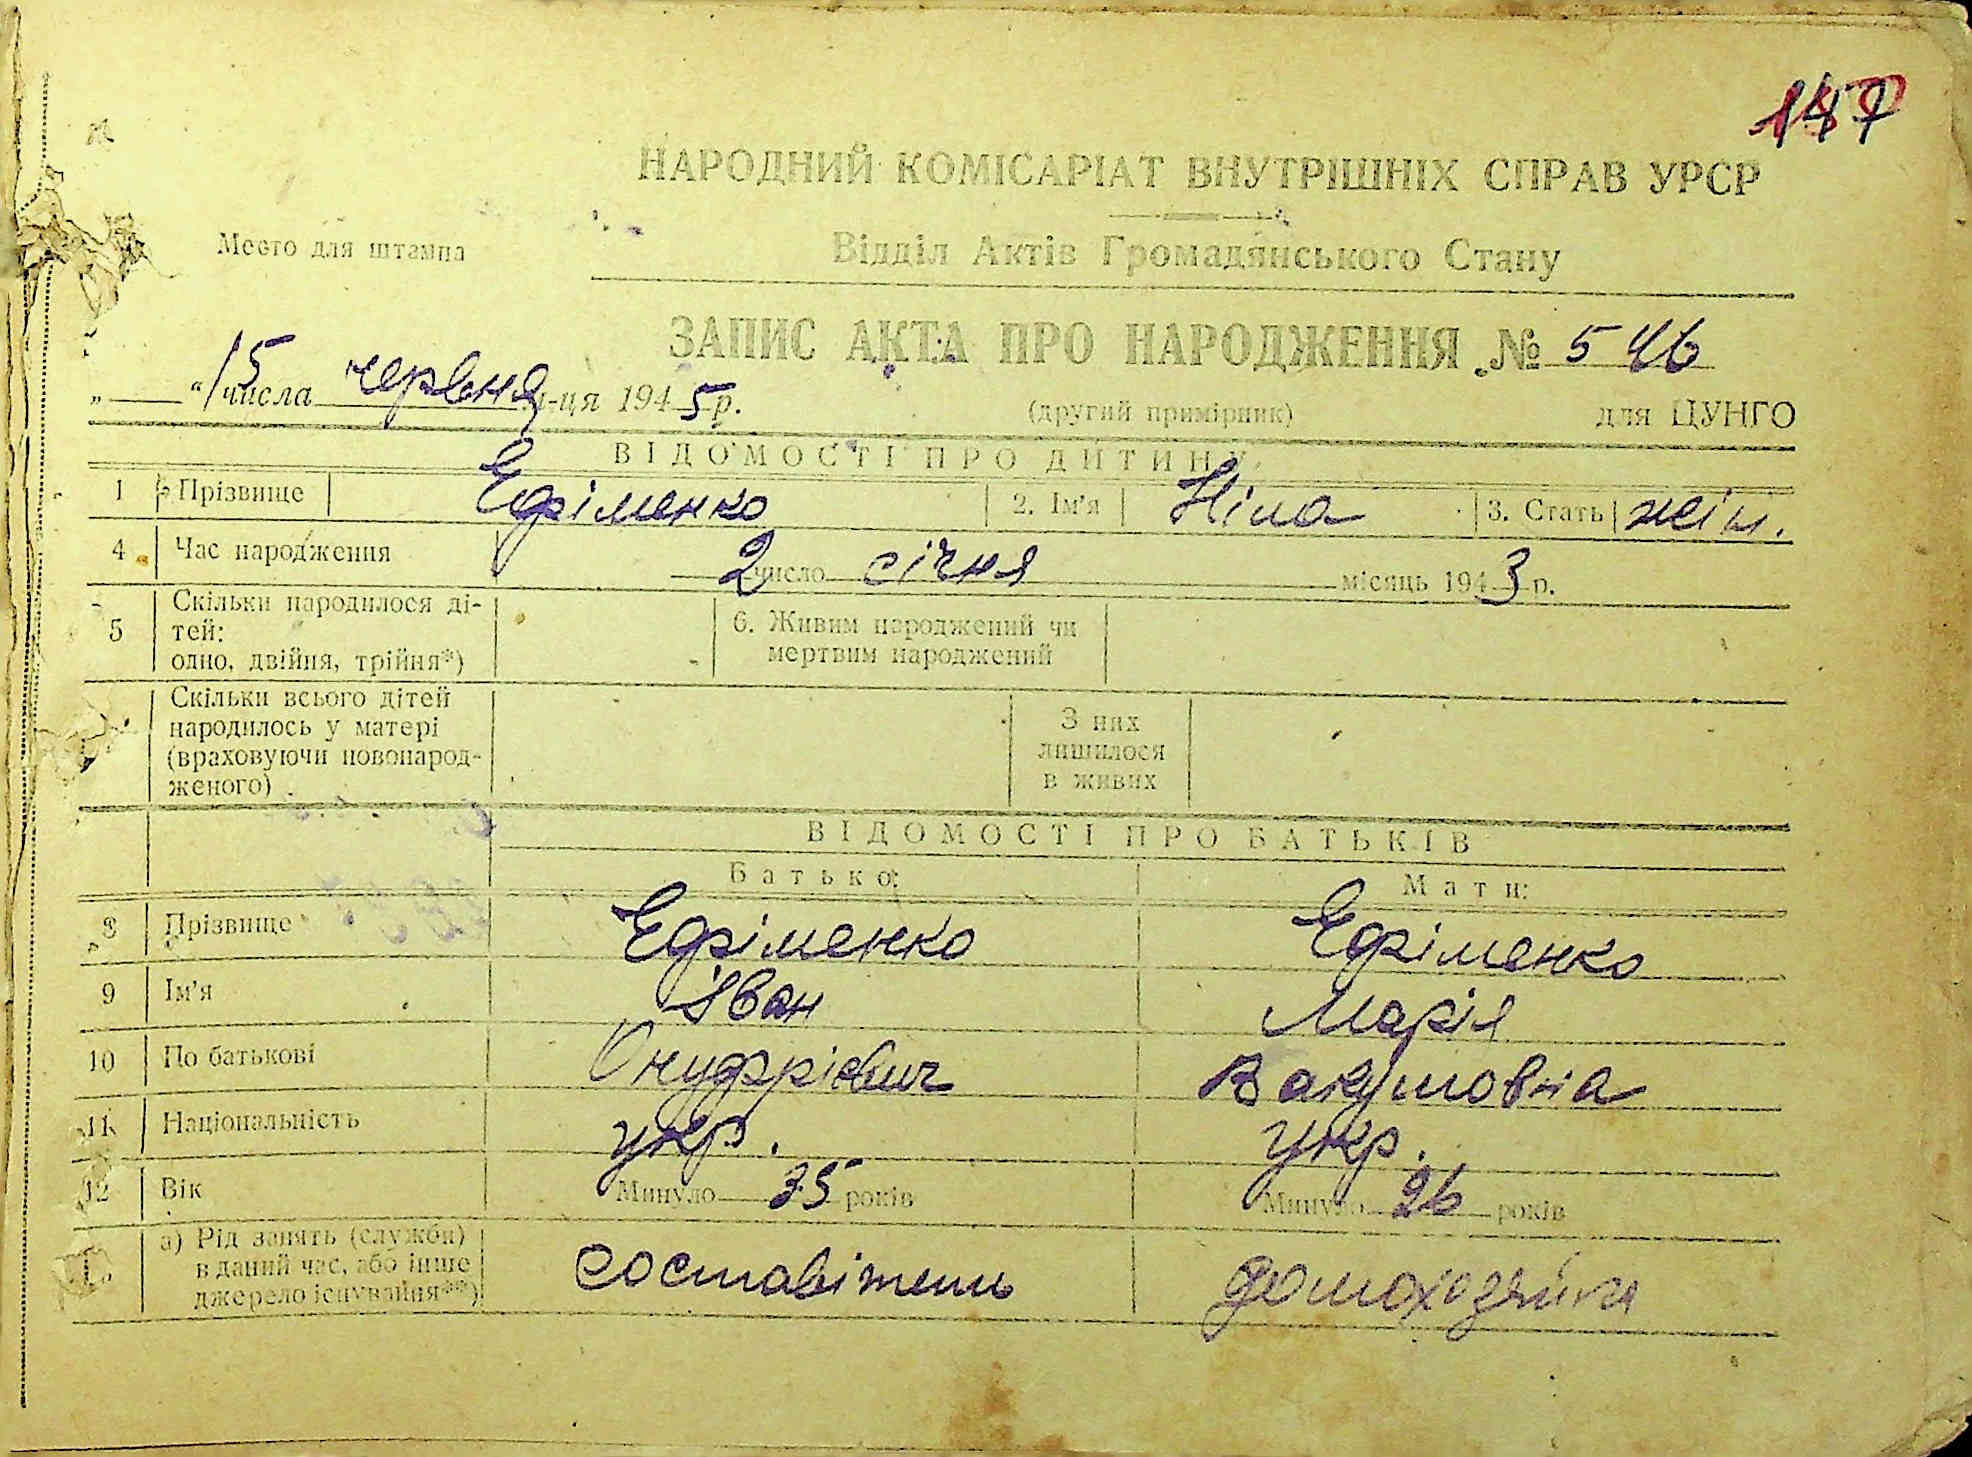 147
НАРОДНИЙ КОМІСАРІАТ ВНУТРІШНІХ СПРАВ УРСР
Место для штампа
Відділ Актів Громадянського Стану
ЗАПИС АКТА ПРО НАРОДЖЕННЯ № 546
„ “ 15 числа червня м-ця 1945 р.
(другий примірник) для ЦУНГО
ВІДОМОСТІ ПРО ДИТИНУ
1 Прізвище Ефіменко 2. Ім'я Ніна 3. Стать жін.
4 Час народження 2 число січня місяць 1943 р.
5 Скільки народилося ді-
тей:
одно, двійня, трійня*)
6. Живим народжений чи
мертвим народжений
Скільки всього дітей
народилось у матері
(враховуючи новонарод-
женого)
З них
лишилося
в живих
ВІДОМОСТІ ПРО БАТЬКІВ
Батько: Мати:
8 Прізвище Ефіменко Ефіменко
9 Ім'я Іван Марія
10 По батькові Онуфрієвич Вакумовна
11 Національність укр. укр.
12 Вік Минуло 35 років Минуло 26 років
а) Рід занять (служби)
в даний час, або інше
джерело існування**)
составітель домохозяйка